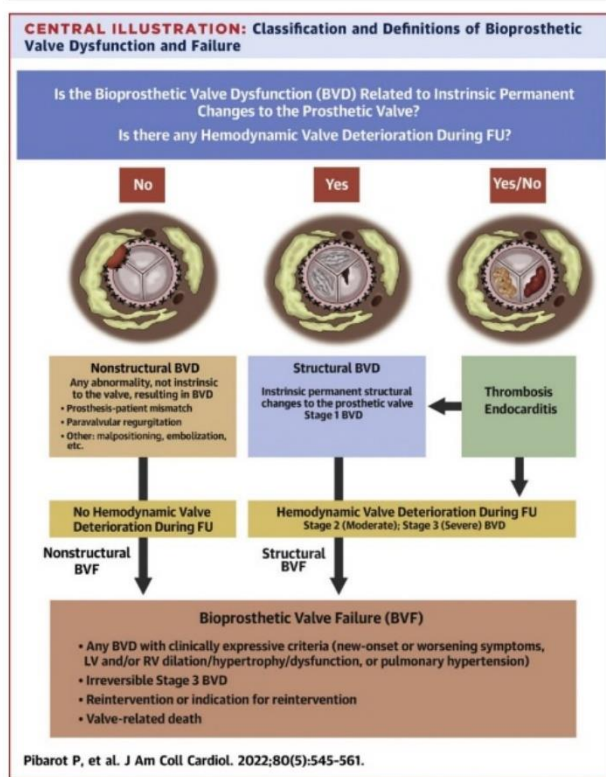 CENTRAL ILLUSTRATION: Classification and Definitions of Bioprosthetic
Valve Dysfunction and Failure
Is the Bioprosthetic Valve Dysfunction (BVD) Related to Instrinsic Permanent
Changes to the Prosthetic Valve?
Is there any Hemodynamic Valve Deterioration During FU?
No
Yes
Yes/No
Nonstructural BVD
Any abnormality, not instrinsic
to the valve, resulting in BVD
• Prosthesis-patient mismatch
• Paravalvular regurgitation
• Other: malpositioning, embolization,
etc.
Structural BVD
Instrinsic permanent structural
changes to the prosthetic valve
Stage 1 BVD
Thrombosis
Endocarditis
No Hemodynamic Valve
Deterioration During FU
Hemodynamic Valve Deterioration During FU
Stage 2 (Moderate); Stage 3 (Severe) BVD
Nonstructural
BVF
Structural
BVF
Bioprosthetic Valve Failure (BVF)
• Any BVD with clinically expressive criteria (new-onset or worsening symptoms,
LV and/or RV dilation/hypertrophy/dysfunction, or pulmonary hypertension)
• Irreversible Stage 3 BVD
• Reintervention or indication for reintervention
• Valve-related death
Pibarot P, et al. J Am Coll Cardiol. 2022;80(5):545-561.